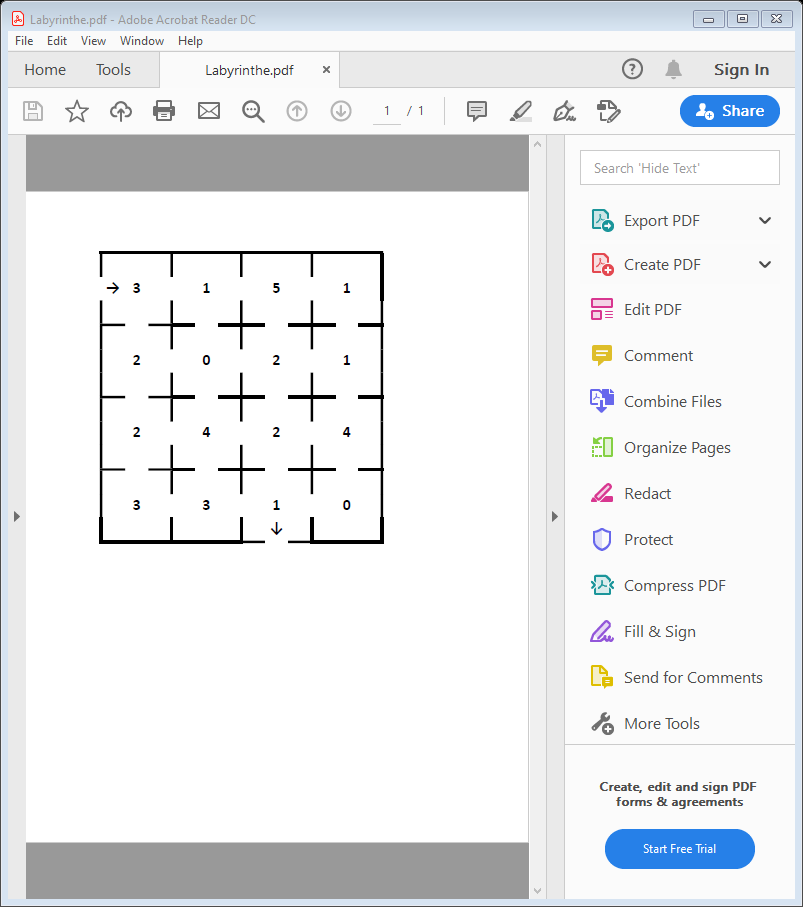 Labyrinthe.pdf - Adobe Acrobat Reader DC
File Edit View Window Help
Home Tools Labyrinthe.pdf × ? Sign In
1 / 1 Share
Search 'Hide Text'
Export PDF
Create PDF
Edit PDF
Comment
Combine Files
Organize Pages
Redact
Protect
Compress PDF
Fill & Sign
Send for Comments
More Tools
Create, edit and sign PDF
forms & agreements
Start Free Trial
→ 3 1 5 1
2 0 2 1
2 4 2 4
3 3 1 0
↓